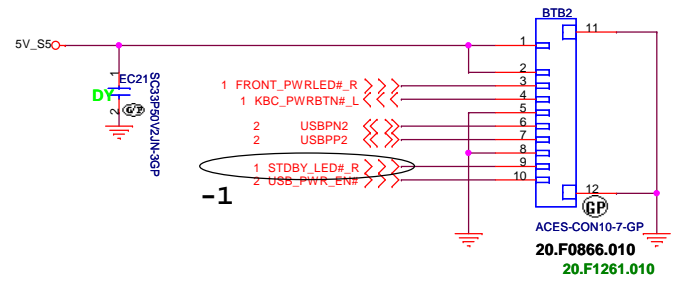 BTB2
5V_S5
1
11
2
1
EC21
SC33P50V2JN-3GP
DY
GP
2
1 FRONT_PWRLED#_R
3
1 KBC_PWRBTN#_L
4
5
2 USBPN2
6
2 USBPP2
7
8
1 STDBY_LED#_R
9
2 USB_PWR_EN#
10
-1
12
GP
ACES-CON10-7-GP
20.F0866.010
20.F1261.010